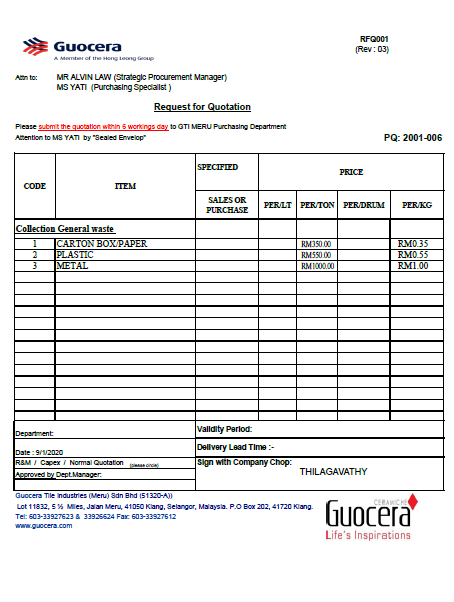 RFQ001
(Rev : 03)
Guocera
A Member of the Hong Leong Group
Attn to: MR ALVIN LAW (Strategic Procurement Manager)
MS YATI (Purchasing Specialist )
Request for Quotation
Please submit the quotation within 6 workings day to GTI MERU Purchasing Department
Attention to MS YATI by "Sealed Envelop"
PQ: 2001-006
CODE ITEM SPECIFIED PRICE
SALES OR PURCHASE PER/LT PER/TON PER/DRUM PER/KG
Collection General waste
1 CARTON BOX/PAPER RM350.00 RM0.35
2 PLASTIC RM550.00 RM0.55
3 METAL RM1000.00 RM1.00
Department:
Validity Period:
Date : 9/1/2020
Delivery Lead Time :-
R&M / Capex / Normal Quotation (please circle)
Sign with Company Chop:
THILAGAVATHY
Approved by Dept.Manager:
Guocera Tile Industries (Meru) Sdn Bhd (51320-A))
Lot 11832, 5 ½ Miles, Jalan Meru, 41050 Klang, Selangor, Malaysia. P.O Box 202, 41720 Klang.
Tel: 603-33927623 & 33926624 Fax: 603-33927612
www.guocera.com
CERAMICHE
Guocera
Life's Inspirations